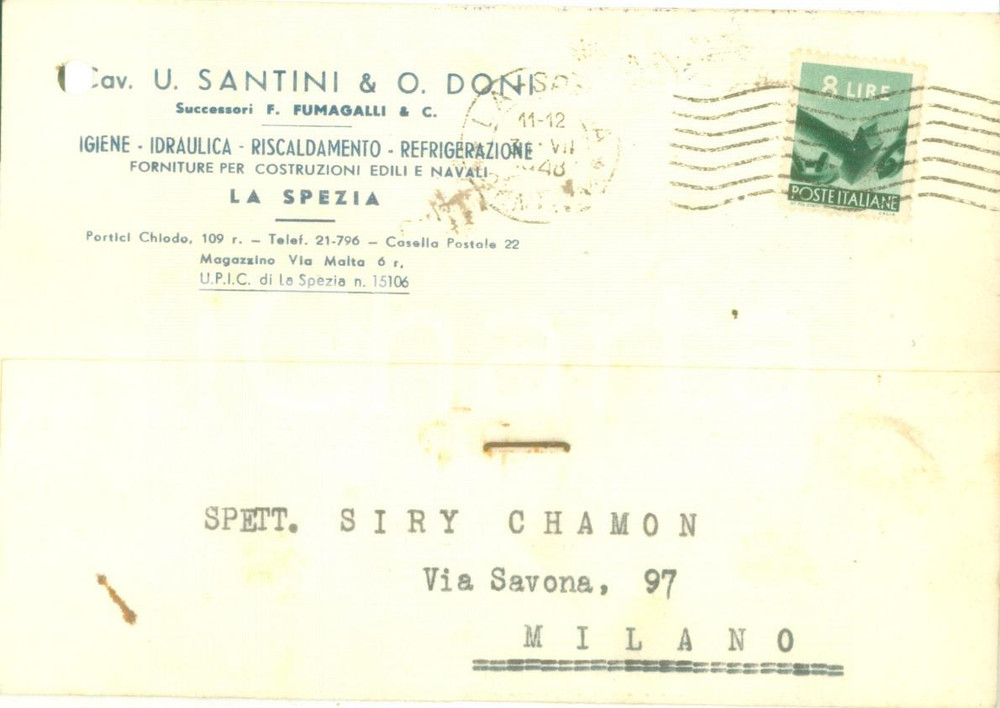 Cav. U. SANTINI & O. DONI
Successori F. FUMAGALLI & C.
IGIENE - IDRAULICA - RISCALDAMENTO - REFRIGERAZIONE
FORNITURE PER COSTRUZIONI EDILI E NAVALI
LA SPEZIA
Portici Chiodo, 109 r. - Telef. 21-796 - Casella Postale 22
Magazzino Via Malta 6 r,
U.P.I.C. di La Spezia n. 15106
11-12
VII
48
8 LIRE
POSTE ITALIANE
SPETT. SIRY CHAMON
Via Savona, 97
MILANO